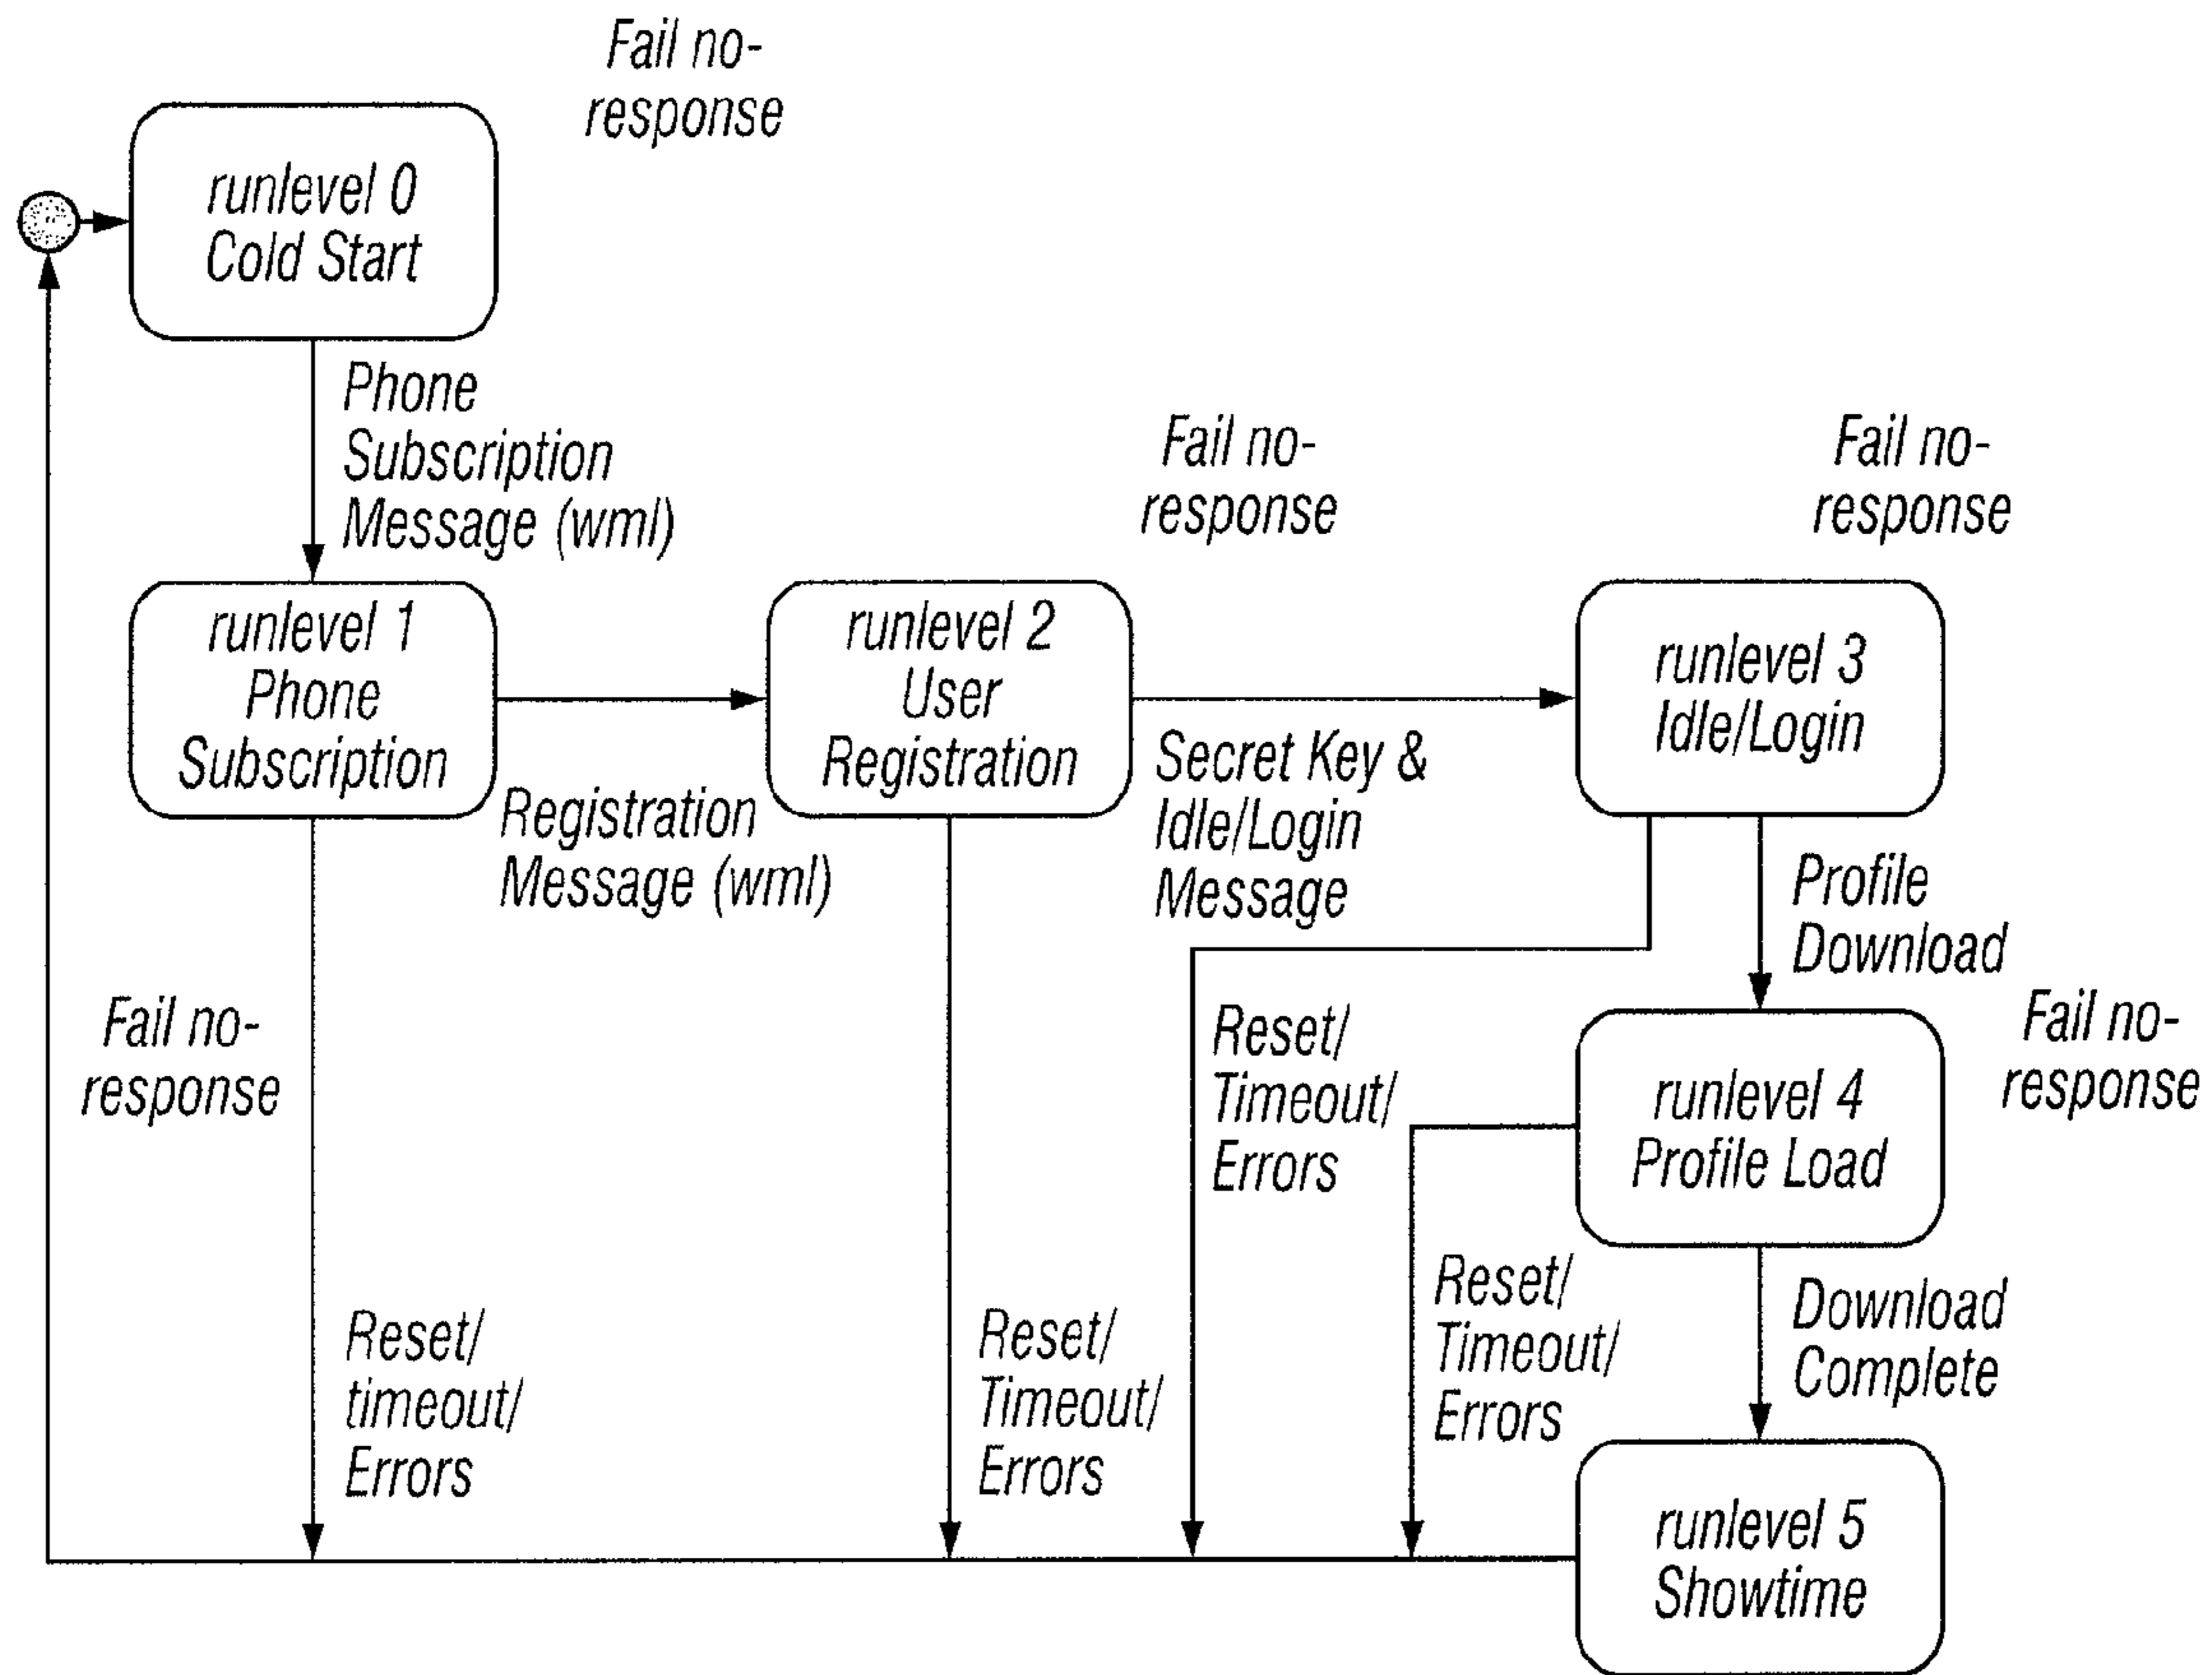 Fail no-
response
runlevel 0
Cold Start
Phone
Subscription
Message (wml)
Fail no-
response
Fail no-
response
runlevel 1
Phone
Subscription
runlevel 2
User
Registration
runlevel 3
Idle/Login
Registration
Message (wml)
Secret Key &
Idle/Login
Message
Profile
Download
Fail no-
response
Reset/
Timeout/
Errors
Fail no-
response
runlevel 4
Profile Load
Reset/
timeout/
Errors
Reset/
Timeout/
Errors
Reset/
Timeout/
Errors
Download
Complete
runlevel 5
Showtime